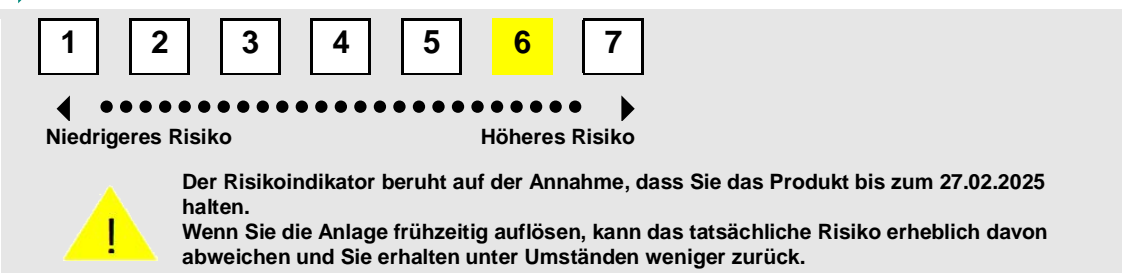 1 2 3 4 5 6 7
Niedrigeres Risiko Höheres Risiko
Der Risikoindikator beruht auf der Annahme, dass Sie das Produkt bis zum 27.02.2025
halten.
! Wenn Sie die Anlage frühzeitig auflösen, kann das tatsächliche Risiko erheblich davon
abweichen und Sie erhalten unter Umständen weniger zurück.